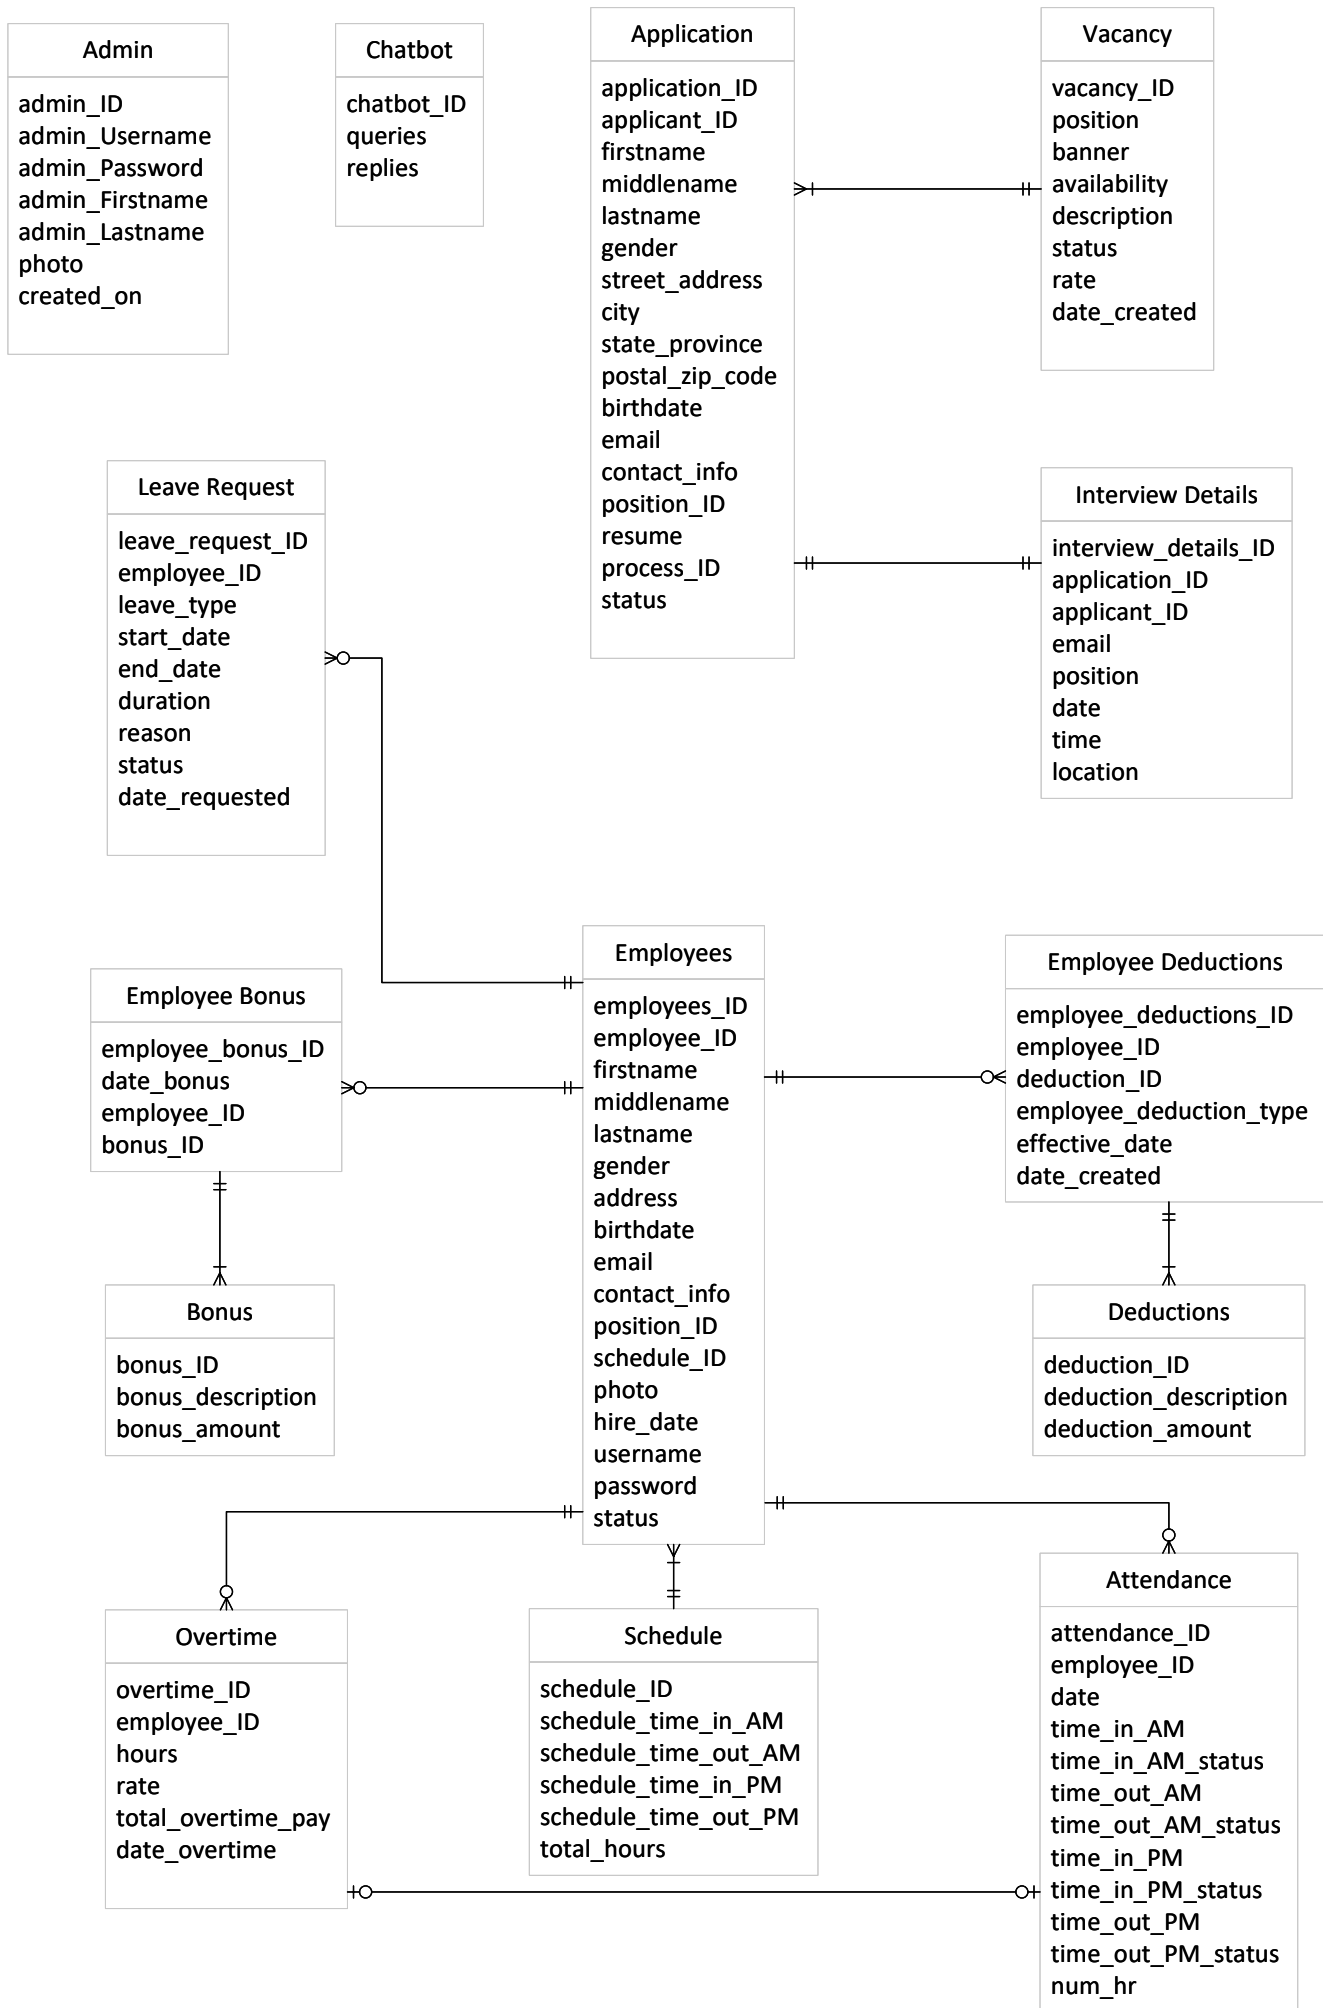 Admin
admin_ID
admin_Username
admin_Password
admin_Firstname
admin_Lastname
photo
created_on
Chatbot
chatbot_ID
queries
replies
Application
application_ID
applicant_ID
firstname
middlename
lastname
gender
street_address
city
state_province
postal_zip_code
birthdate
email
contact_info
position_ID
resume
process_ID
status
Vacancy
vacancy_ID
position
banner
availability
description
status
rate
date_created
Leave Request
leave_request_ID
employee_ID
leave_type
start_date
end_date
duration
reason
status
date_requested
Interview Details
interview_details_ID
application_ID
applicant_ID
email
position
date
time
location
Employee Bonus
employee_bonus_ID
date_bonus
employee_ID
bonus_ID
Employees
employees_ID
employee_ID
firstname
middlename
lastname
gender
address
birthdate
email
contact_info
position_ID
schedule_ID
photo
hire_date
username
password
status
Employee Deductions
employee_deductions_ID
employee_ID
deduction_ID
employee_deduction_type
effective_date
date_created
Bonus
bonus_ID
bonus_description
bonus_amount
Deductions
deduction_ID
deduction_description
deduction_amount
Overtime
overtime_ID
employee_ID
hours
rate
total_overtime_pay
date_overtime
Schedule
schedule_ID
schedule_time_in_AM
schedule_time_out_AM
schedule_time_in_PM
schedule_time_out_PM
total_hours
Attendance
attendance_ID
employee_ID
date
time_in_AM
time_in_AM_status
time_out_AM
time_out_AM_status
time_in_PM
time_in_PM_status
time_out_PM
time_out_PM_status
num_hr